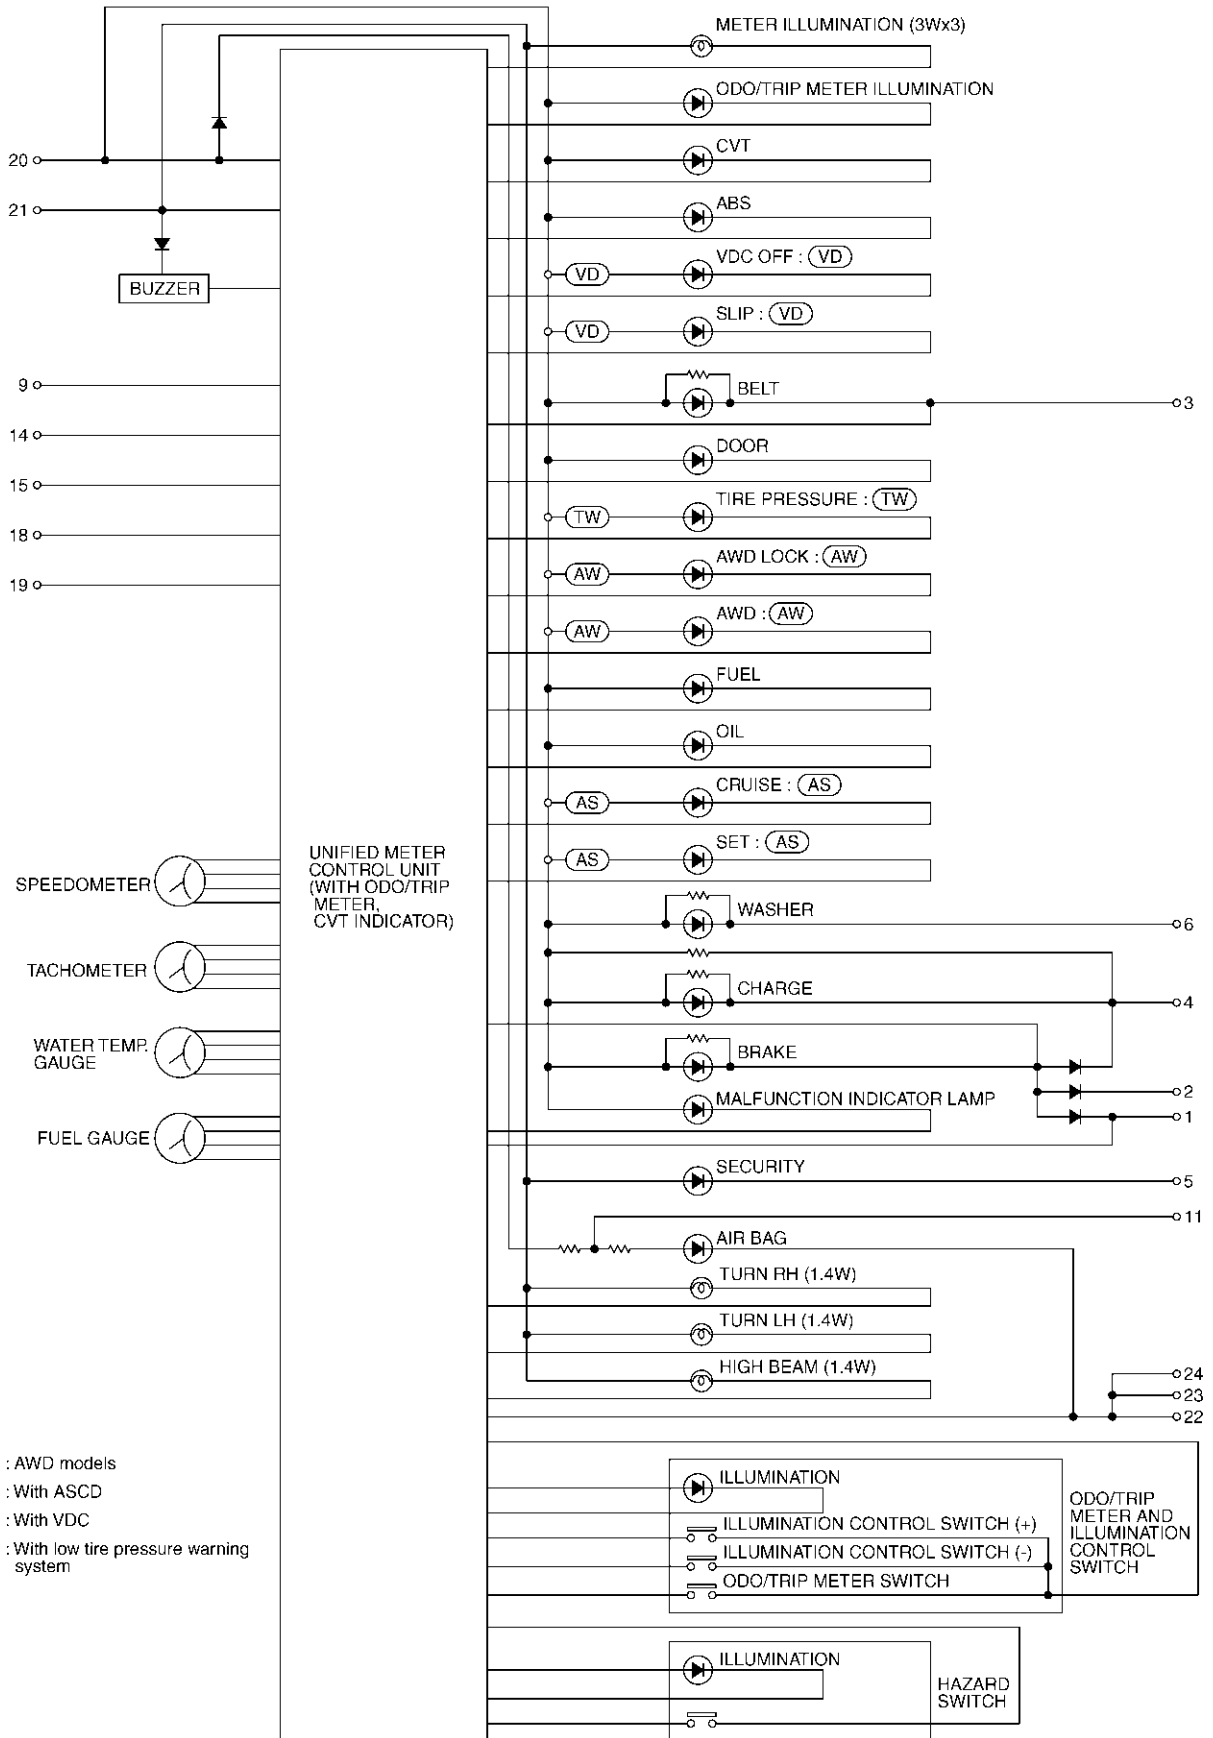 METER ILLUMINATION (3Wx3)
ODO/TRIP METER ILLUMINATION
20
CVT
21
ABS
VDC OFF : VD
VD
BUZZER
SLIP : VD
VD
9
BELT
3
14
DOOR
15
TIRE PRESSURE : TW
TW
18
AWD LOCK : AW
AW
19
AWD : AW
AW
FUEL
OIL
CRUISE : AS
AS
SET : AS
AS
UNIFIED METER
CONTROL UNIT
(WITH ODO/TRIP
METER,
CVT INDICATOR)
SPEEDOMETER
WASHER
6
TACHOMETER
CHARGE
4
WATER TEMP.
GAUGE
BRAKE
2
MALFUNCTION INDICATOR LAMP
1
FUEL GAUGE
SECURITY
5
11
AIR BAG
TURN RH (1.4W)
TURN LH (1.4W)
HIGH BEAM (1.4W)
24
23
22
: AWD models
: With ASCD
: With VDC
: With low tire pressure warning
system
ILLUMINATION
ILLUMINATION CONTROL SWITCH (+)
ILLUMINATION CONTROL SWITCH (-)
ODO/TRIP METER SWITCH
ODO/TRIP
METER AND
ILLUMINATION
CONTROL
SWITCH
ILLUMINATION
HAZARD
SWITCH